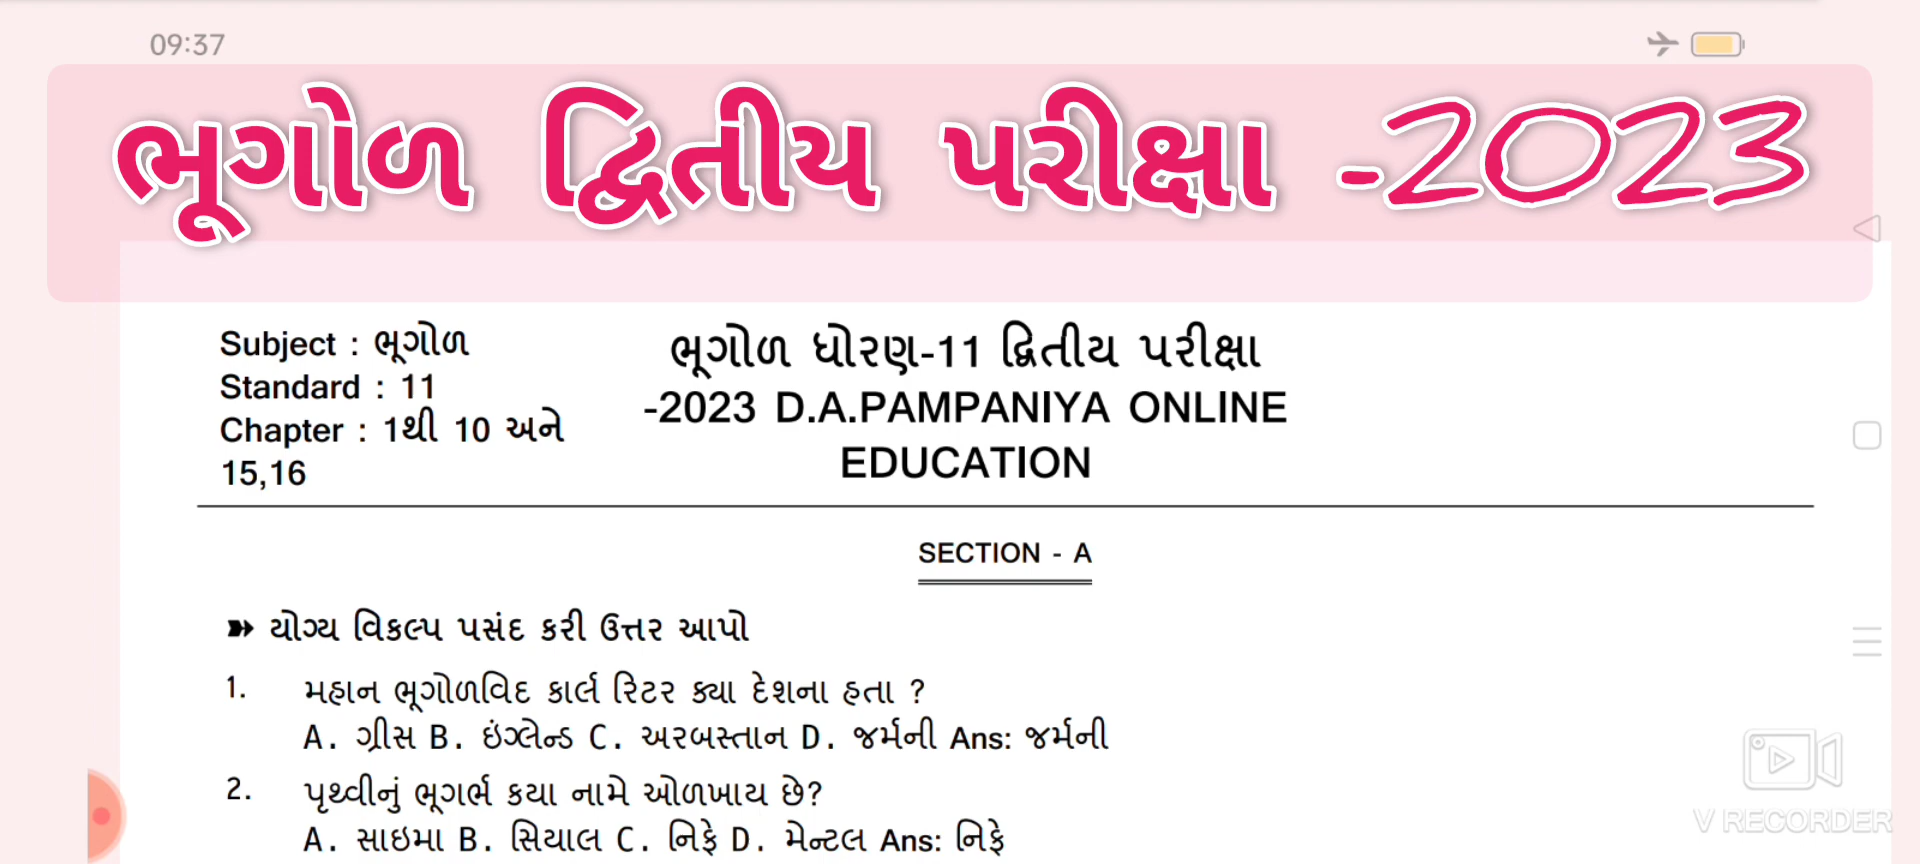 09:37
ભૂગોળ દ્વિતીય પરીક્ષા -2023
Subject : ભૂગોળ
Standard : 11
Chapter : 1થી 10 અને
15,16
ભૂગોળ ધોરણ-11 દ્વિતીય પરીક્ષા
-2023 D.A.PAMPANIYA ONLINE
EDUCATION
SECTION - A
યોગ્ય વિકલ્પ પસંદ કરી ઉત્તર આપો
1. મહાન ભૂગોળવિદ કાર્લ રિટર ક્યા દેશના હતા ?
A. ગ્રીસ B. ઇંગ્લેન્ડ C. અરબસ્તાન D. જર્મની Ans: જર્મની
2. પૃથ્વીનું ભૂગર્ભ કયા નામે ઓળખાય છે?
A. સાઇમા B. સિયાલ C. નિફે D. મેન્ટલ Ans: નિફે
V RECORDER